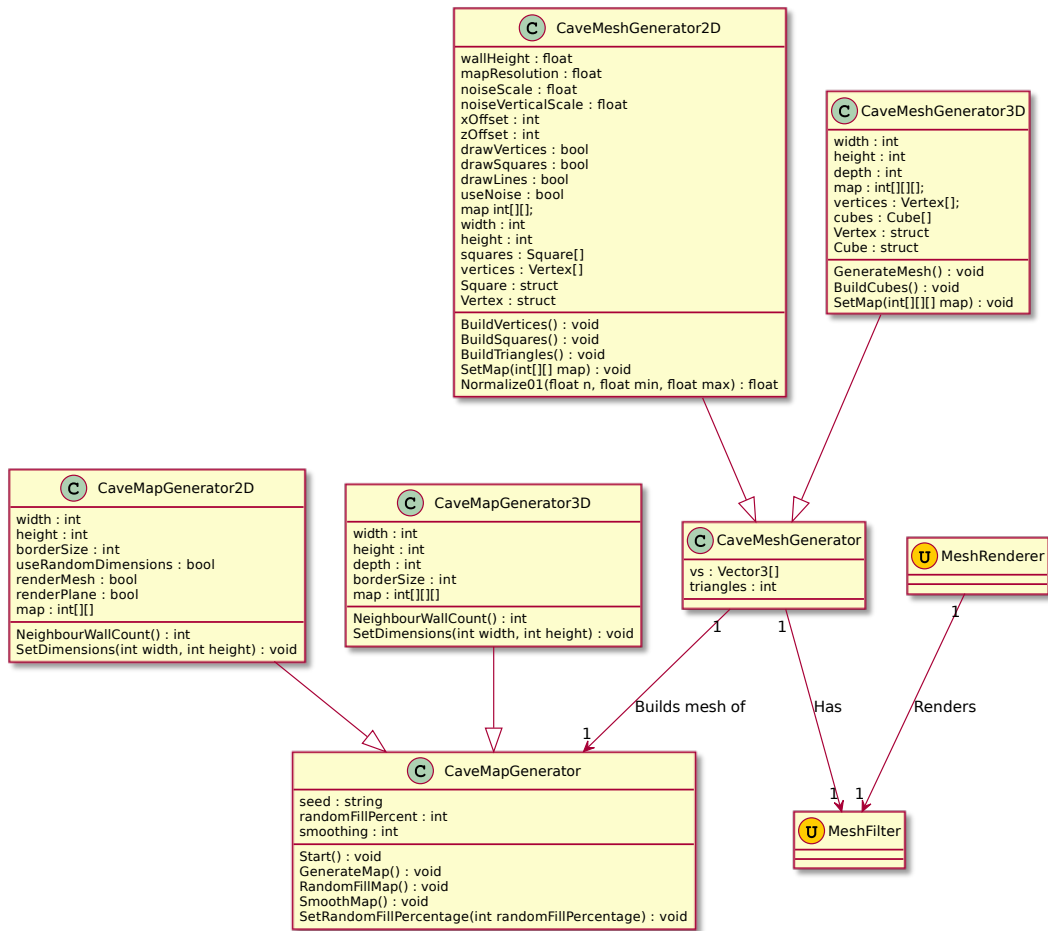 C CaveMeshGenerator2D
wallHeight : float
mapResolution : float
noiseScale : float
noiseVerticalScale : float
xOffset : int
zOffset : int
drawVertices : bool
drawSquares : bool
drawLines : bool
useNoise : bool
map int[][];
width : int
height : int
squares : Square[]
vertices : Vertex[]
Square : struct
Vertex : struct
BuildVertices() : void
BuildSquares() : void
BuildTriangles() : void
SetMap(int[][] map) : void
Normalize01(float n, float min, float max) : float
C CaveMeshGenerator3D
width : int
height : int
depth : int
map : int[][][];
vertices : Vertex[];
cubes : Cube[]
Vertex : struct
Cube : struct
GenerateMesh() : void
BuildCubes() : void
SetMap(int[][][] map) : void
C CaveMapGenerator2D
width : int
height : int
borderSize : int
useRandomDimensions : bool
renderMesh : bool
renderPlane : bool
map : int[][]
NeighbourWallCount() : int
SetDimensions(int width, int height) : void
C CaveMapGenerator3D
width : int
height : int
depth : int
borderSize : int
map : int[][][]
NeighbourWallCount() : int
SetDimensions(int width, int height) : void
C CaveMeshGenerator
vs : Vector3[]
triangles : int
U MeshRenderer
1
1
1
Builds mesh of
Has
Renders
1
1
1
C CaveMapGenerator
seed : string
randomFillPercent : int
smoothing : int
Start() : void
GenerateMap() : void
RandomFillMap() : void
SmoothMap() : void
SetRandomFillPercentage(int randomFillPercentage) : void
U MeshFilter